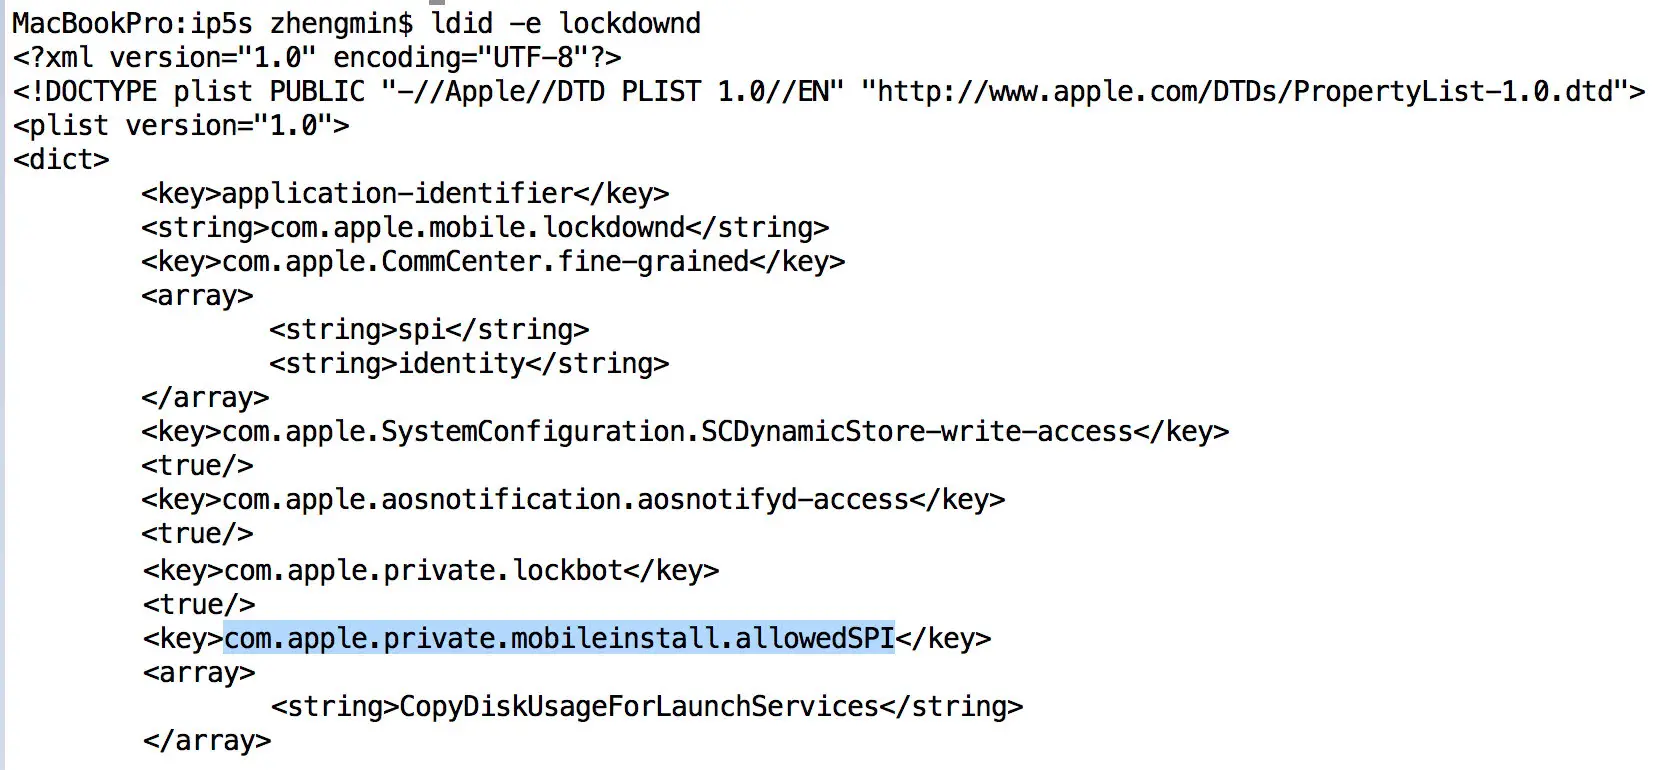 MacBookPro:ip5s zhengmin$ ldid -e lockdownd
<?xml version="1.0" encoding="UTF-8"?>
<!DOCTYPE plist PUBLIC "-//Apple//DTD PLIST 1.0//EN" "http://www.apple.com/DTDs/PropertyList-1.0.dtd">
<plist version="1.0">
<dict>
<key>application-identifier</key>
<string>com.apple.mobile.lockdownd</string>
<key>com.apple.CommCenter.fine-grained</key>
<array>
<string>spi</string>
<string>identity</string>
</array>
<key>com.apple.SystemConfiguration.SCDynamicStore-write-access</key>
<true/>
<key>com.apple.aosnotification.aosnotifyd-access</key>
<true/>
<key>com.apple.private.lockbot</key>
<true/>
<key>com.apple.private.mobileinstall.allowedSPI</key>
<array>
<string>CopyDiskUsageForLaunchServices</string>
</array>